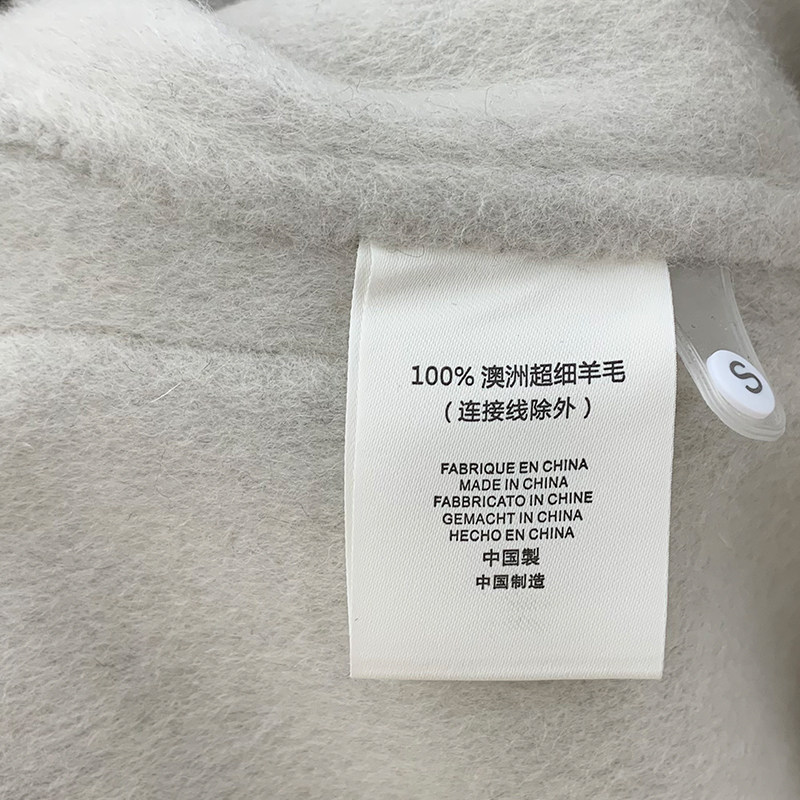 100% 澳洲超细羊毛
（连接线除外）
FABRIQUE EN CHINA
MADE IN CHINA
FABBRICATO IN CHINE
GEMACHT IN CHINA
HECHO EN CHINA
中国製
中国制造
S